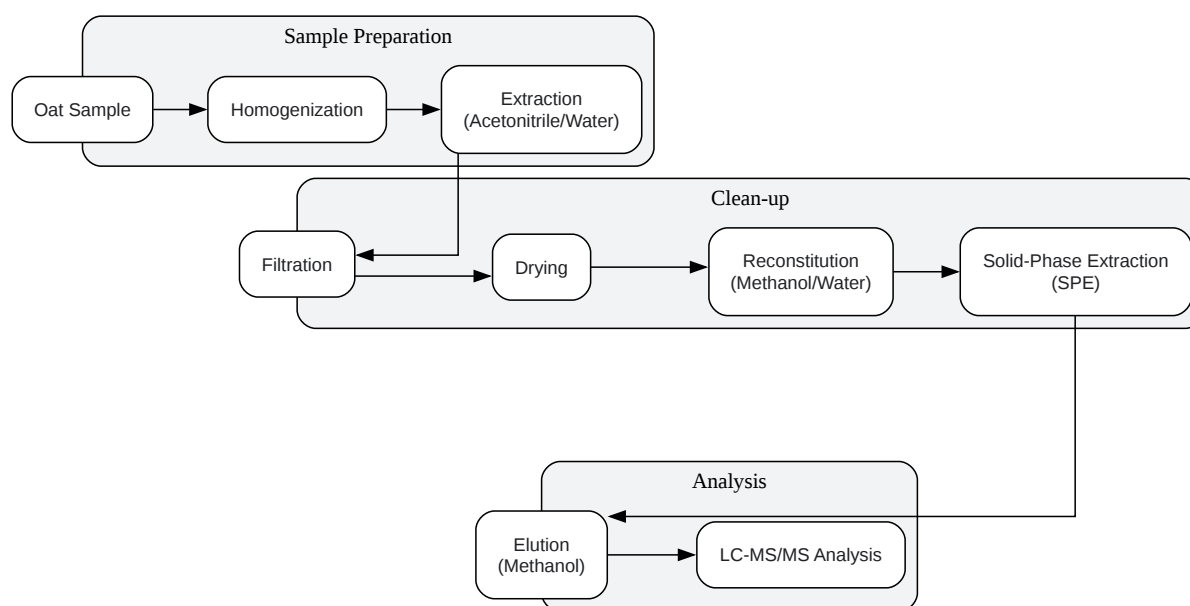 Sample Preparation
Oat Sample
Homogenization
Extraction
(Acetonitrile/Water)
Clean-up
Filtration
Drying
Reconstitution
(Methanol/Water)
Solid-Phase Extraction
(SPE)
Analysis
Elution
(Methanol)
LC-MS/MS Analysis